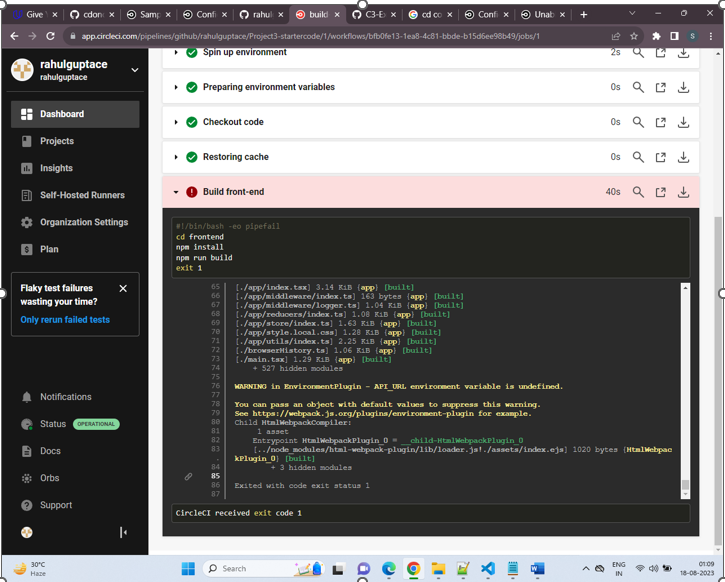 Give
cdon
Samp
Confi
rahul
build
C3-Ex
cd co
Confi
Unab
app.circleci.com/pipelines/github/rahulguptace/Project3-startercode/1/workflows/bfb0fe13-1ea8-4c81-bbde-b15d6ee98b49/jobs/1
S
rahulguptace
rahulguptace
Dashboard
Projects
Insights
Self-Hosted Runners
Organization Settings
Plan
Flaky test failures
wasting your time?
Only rerun failed tests
Notifications
Status OPERATIONAL
Docs
Orbs
Support
Spin up environment 2s
Preparing environment variables 0s
Checkout code 0s
Restoring cache 0s
Build front-end 40s
#!/bin/bash -eo pipefail
cd frontend
npm install
npm run build
exit 1
65 [./app/index.tsx] 3.14 KiB {app} [built]
66 [./app/middleware/index.ts] 163 bytes {app} [built]
67 [./app/middleware/logger.ts] 1.04 KiB {app} [built]
68 [./app/reducers/index.ts] 1.08 KiB {app} [built]
69 [./app/store/index.ts] 1.63 KiB {app} [built]
70 [./app/style.local.css] 1.28 KiB {app} [built]
71 [./app/utils/index.ts] 2.25 KiB {app} [built]
72 [./browserHistory.ts] 1.06 KiB {app} [built]
73 [./main.tsx] 1.29 KiB {app} [built]
74 + 527 hidden modules
75
76 WARNING in EnvironmentPlugin - API_URL environment variable is undefined.
77
78 You can pass an object with default values to suppress this warning.
79 See https://webpack.js.org/plugins/environment-plugin for example.
80 Child HtmlWebpackCompiler:
81 1 asset
82 Entrypoint HtmlWebpackPlugin_0 = __child-HtmlWebpackPlugin_0
83 [../node_modules/html-webpack-plugin/lib/loader.js!./assets/index.ejs] 1020 bytes {HtmlWebpac
kPlugin_0} [built]
84 + 3 hidden modules
85
86 Exited with code exit status 1
87
CircleCI received exit code 1
30°C
Haze
Search
ENG
IN
01:09
18-08-2023